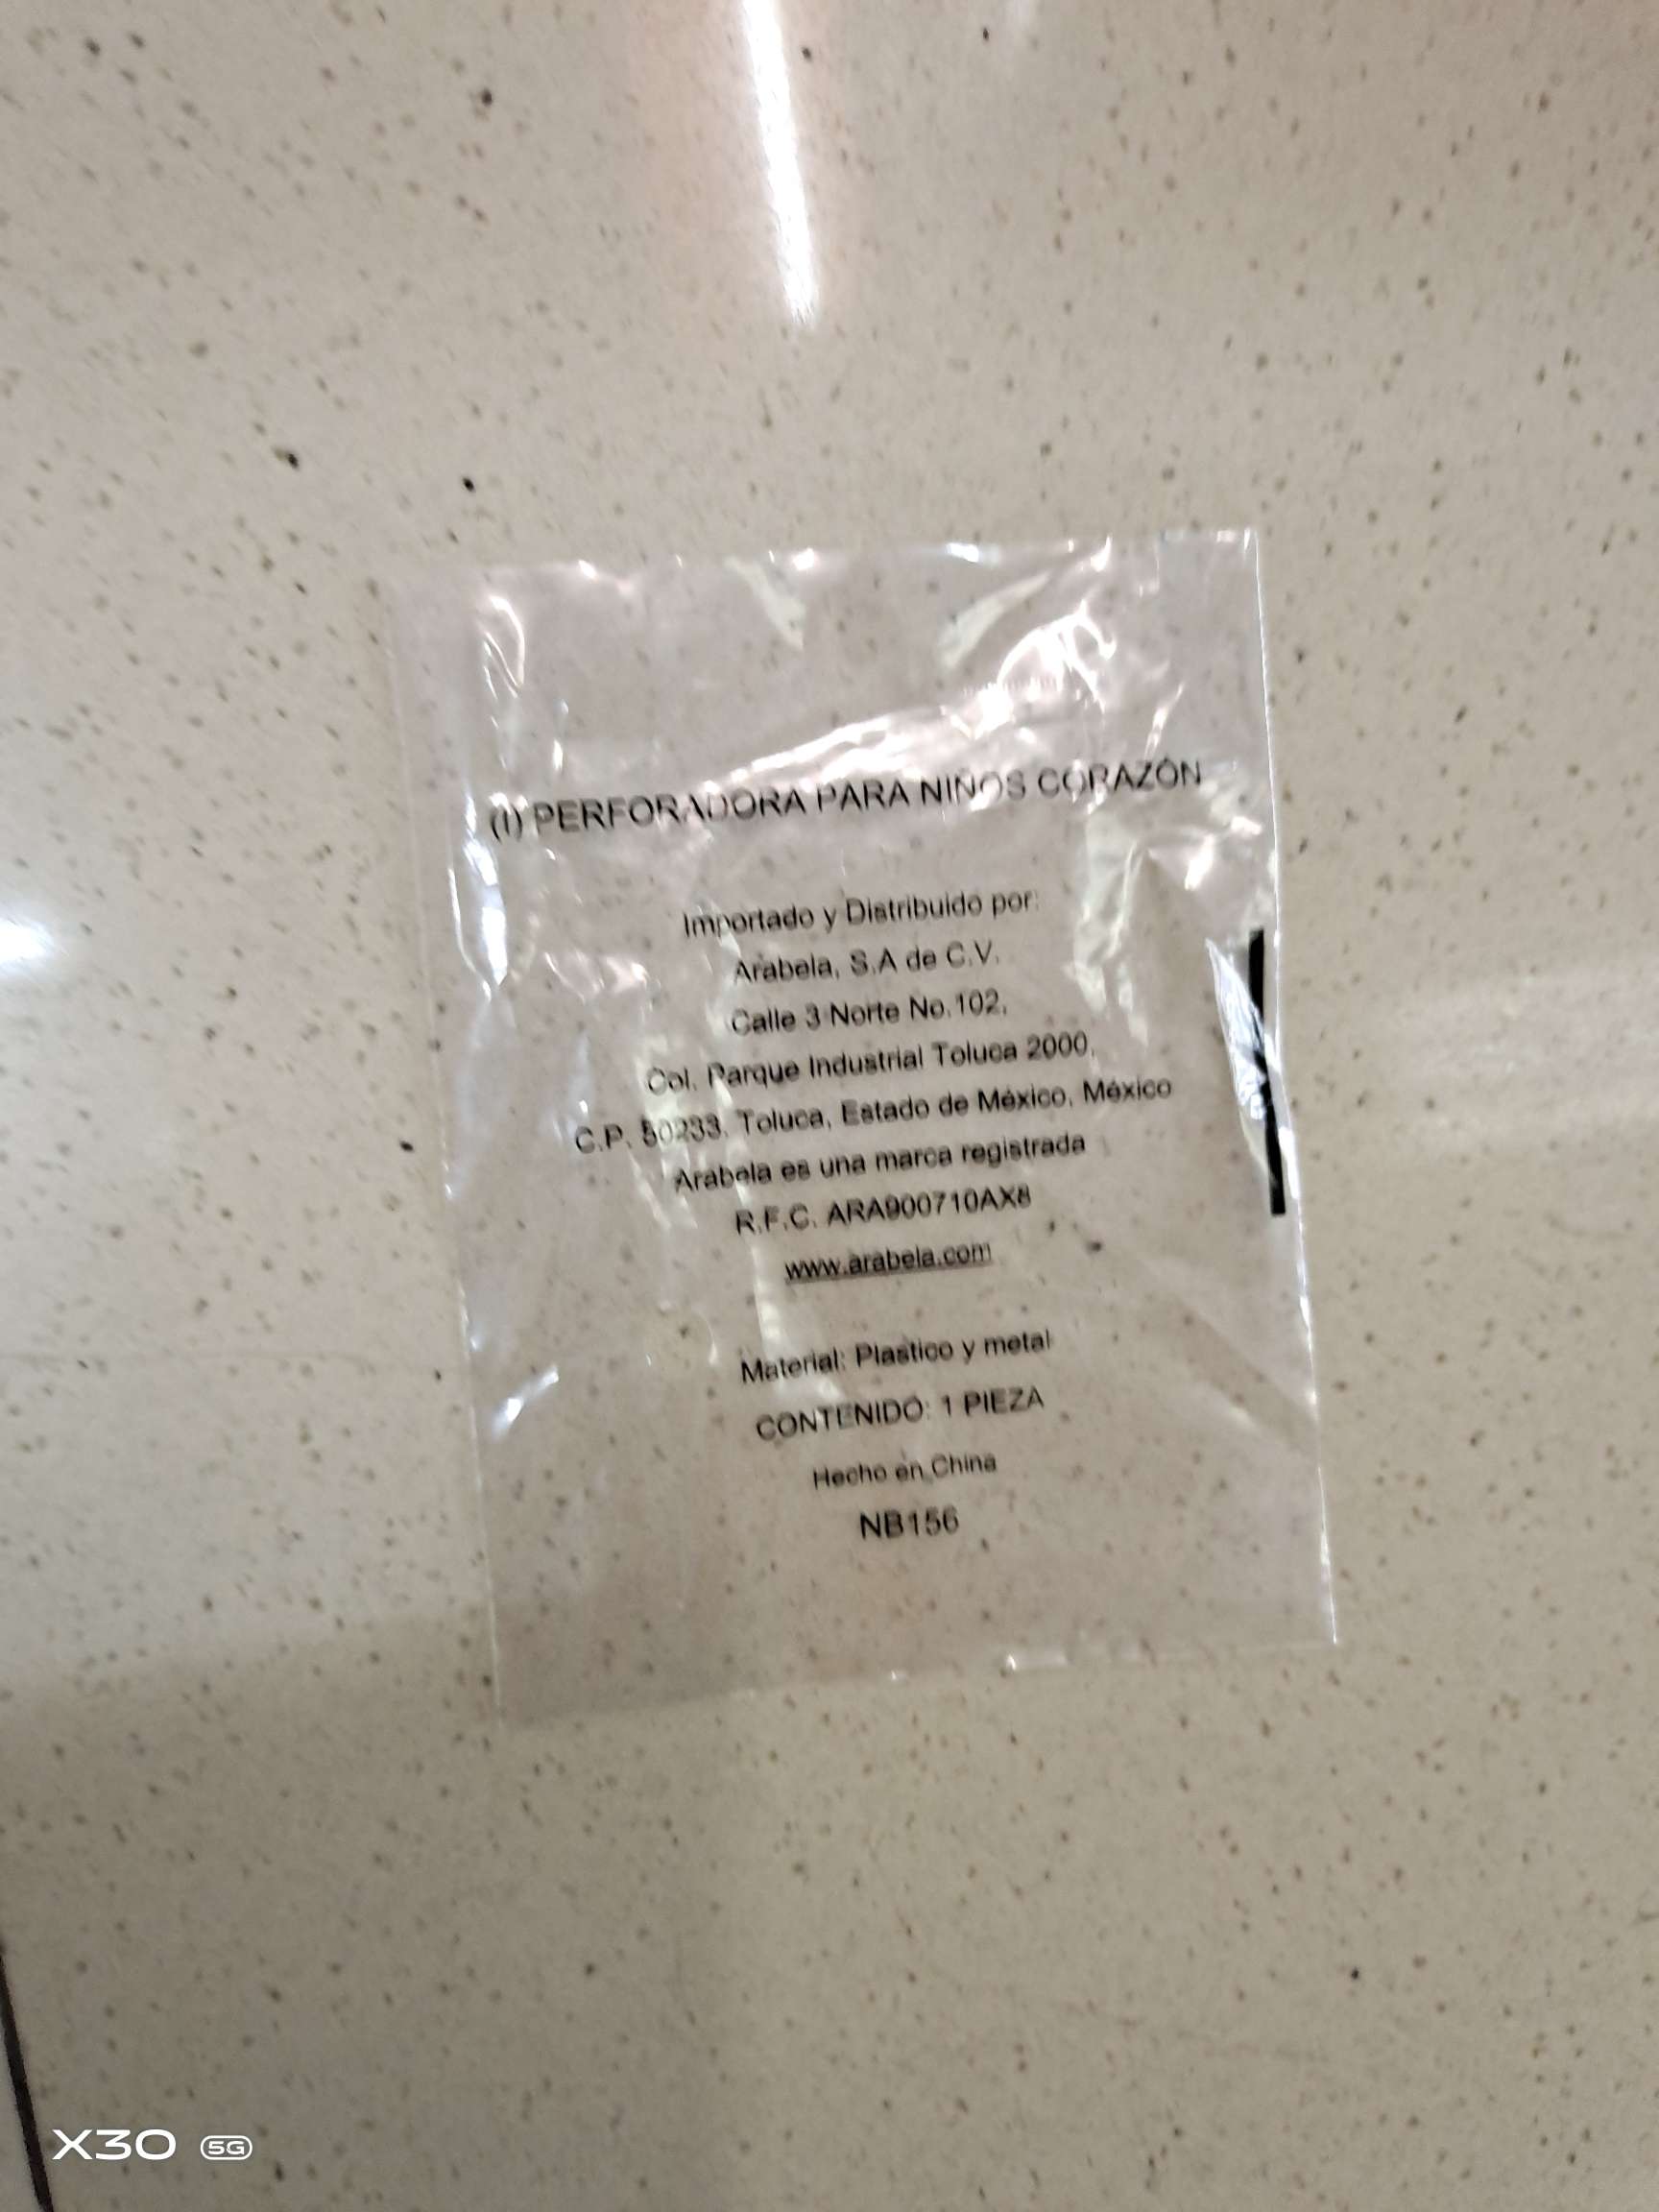 (I) PERFORADORA PARA NIÑOS CORAZÓN
Importado y Distribuido por:
Arabela, S.A de C.V.
Calle 3 Norte No.102,
Col. Parque Industrial Toluca 2000,
C.P. 50233. Toluca, Estado de México, México
Arabela es una marca registrada
R.F.C. ARA900710AX8
www.arabela.com
Material: Plastico y metal
CONTENIDO: 1 PIEZA
Hecho en China
NB156
X30 5G